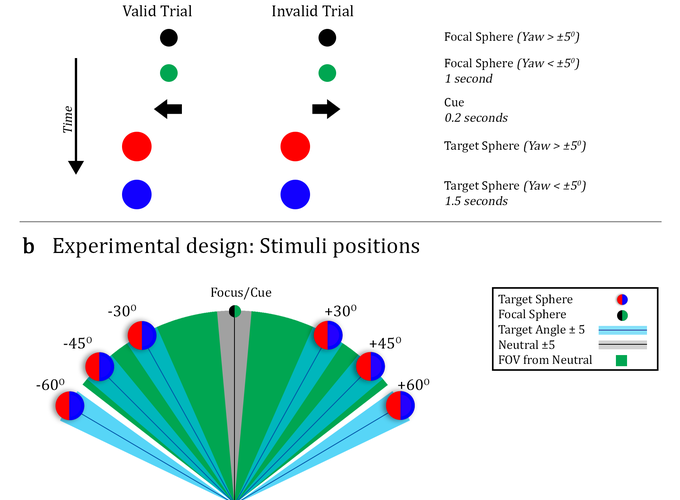 Valid Trial Invalid Trial
Focal Sphere (Yaw > ±5⁰)
Focal Sphere (Yaw < ±5⁰)
1 second
Cue
0.2 seconds
Time
Target Sphere (Yaw > ±5⁰)
Target Sphere (Yaw < ±5⁰)
1.5 seconds
b Experimental design: Stimuli positions
Focus/Cue
-30⁰ +30⁰
-45⁰ +45⁰
-60⁰ +60⁰
Target Sphere
Focal Sphere
Target Angle ± 5
Neutral ±5
FOV from Neutral